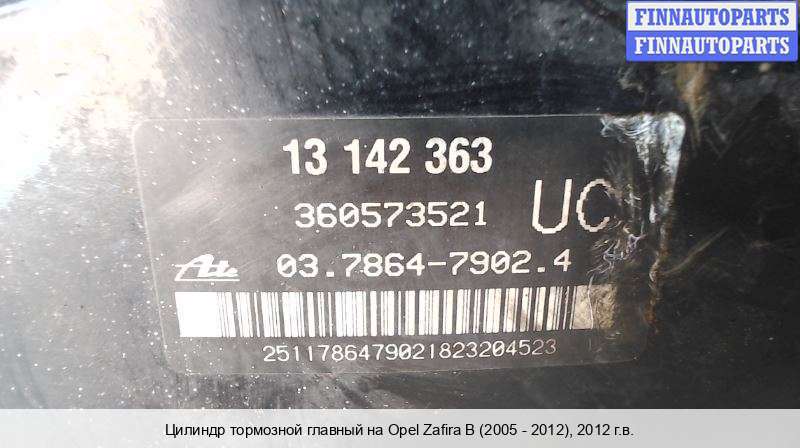 FINNAUTOPARTS
FINNAUTOPARTS
13 142 363
360573521 UC
Ate 03.7864-7902.4
2511786479021823204523
Цилиндр тормозной главный на Opel Zafira B (2005 - 2012), 2012 г.в.